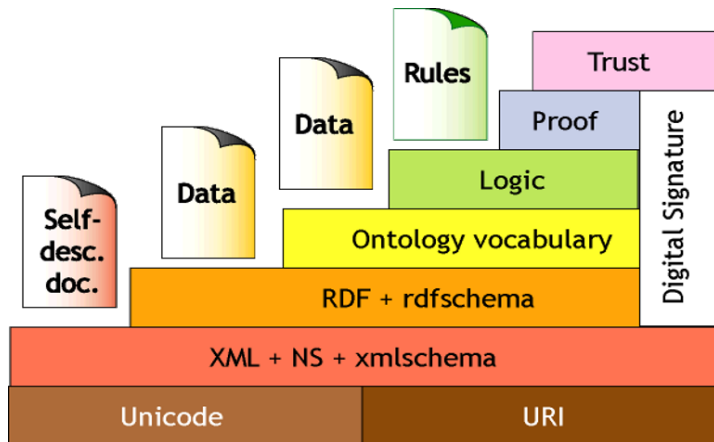 Rules
Trust
Data
Proof
Data
Logic
Self-
desc.
doc.
Ontology vocabulary
Digital Signature
RDF + rdfschema
XML + NS + xmlschema
Unicode
URI